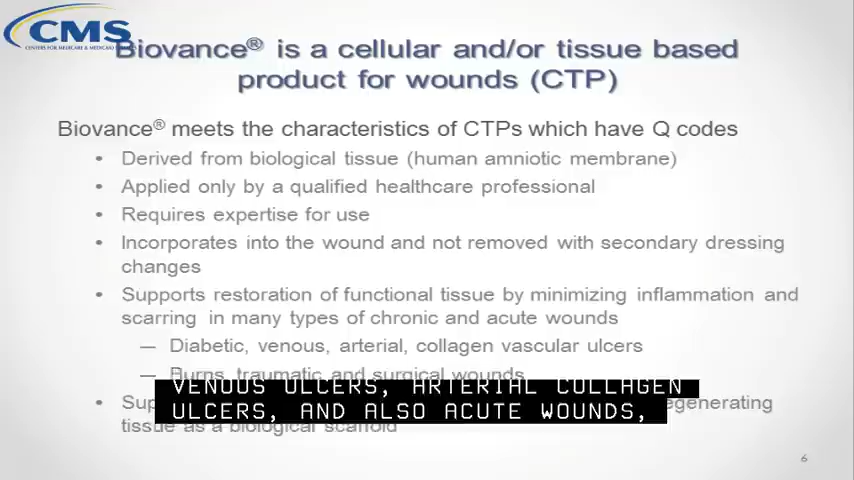 CMS
CENTERS FOR MEDICARE & MEDICAID
Biovance® is a cellular and/or tissue based
product for wounds (CTP)
Biovance® meets the characteristics of CTPs which have Q codes
• Derived from biological tissue (human amniotic membrane)
• Applied only by a qualified healthcare professional
• Requires expertise for use
• Incorporates into the wound and not removed with secondary dressing
changes
• Supports restoration of functional tissue by minimizing inflammation and
scarring in many types of chronic and acute wounds
— Diabetic, venous, arterial, collagen vascular ulcers
— Burns, traumatic and surgical wounds
VENOUS ULCERS, ARTERIAL COLLAGEN
ULCERS, AND ALSO ACUTE WOUNDS,
tissue as a biological scaffold
6